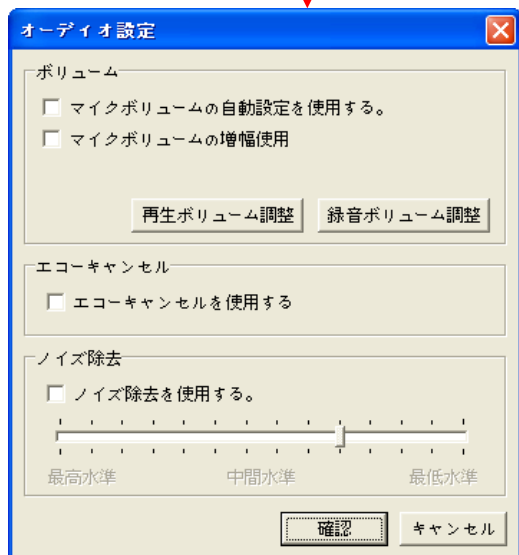 オーディオ設定
ボリューム
マイクボリュームの自動設定を使用する。
マイクボリュームの増幅使用
再生ボリューム調整 録音ボリューム調整
エコーキャンセル
エコーキャンセルを使用する
ノイズ除去
ノイズ除去を使用する。
最高水準 中間水準 最低水準
確認 キャンセル